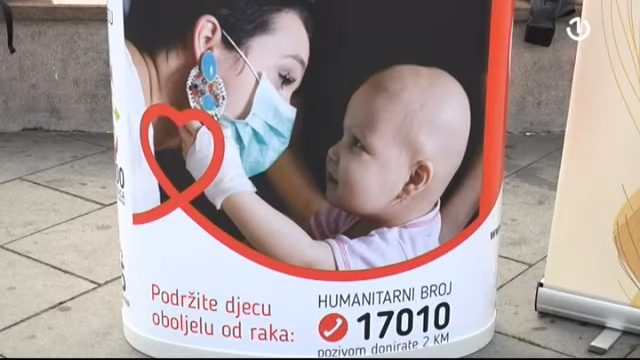 Podržite djecu
oboljelu od raka:
HUMANITARNI BROJ
17010
pozivom donirate 2 KM